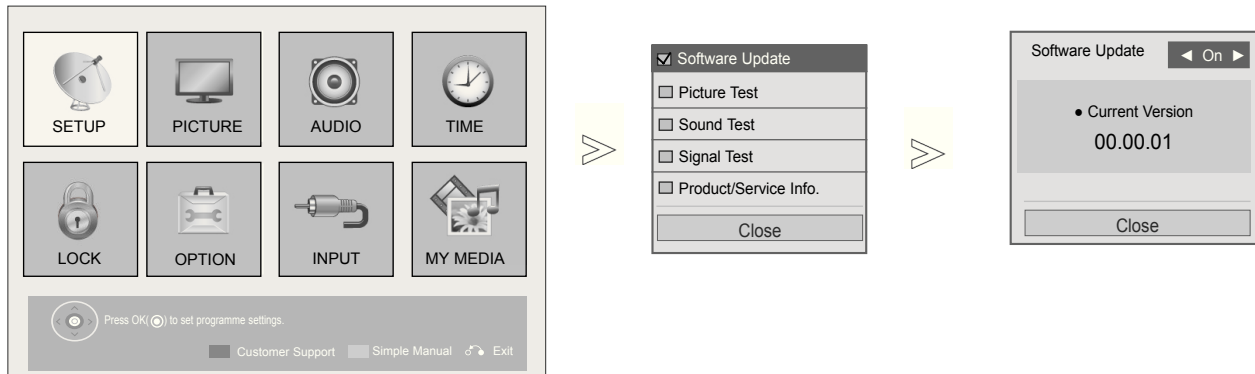 SETUP PICTURE AUDIO TIME
LOCK OPTION INPUT MY MEDIA
Press OK( ) to set programme settings.
Customer Support Simple Manual Exit
Software Update
Picture Test
Sound Test
Signal Test
Product/Service Info.
Close
Software Update ◄ On ►
● Current Version
00.00.01
Close